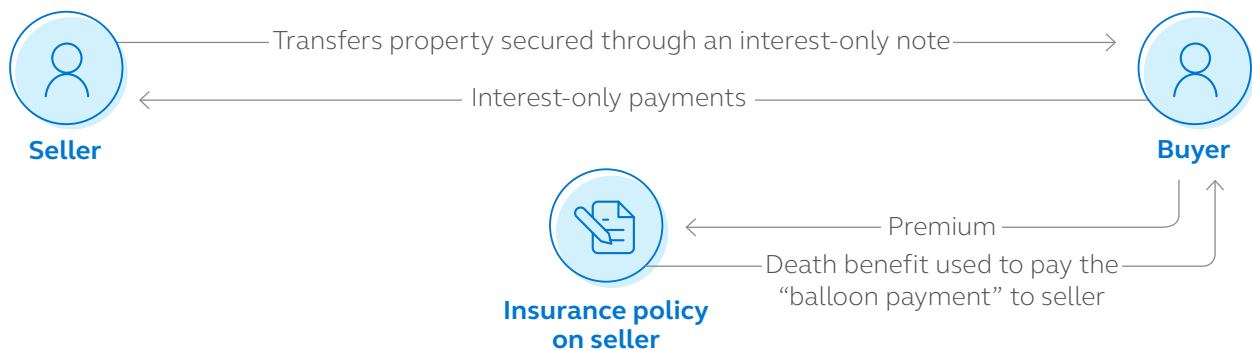 Transfers property secured through an interest-only note
Interest-only payments
Seller
Buyer
Premium
Death benefit used to pay the
“balloon payment” to seller
Insurance policy
on seller